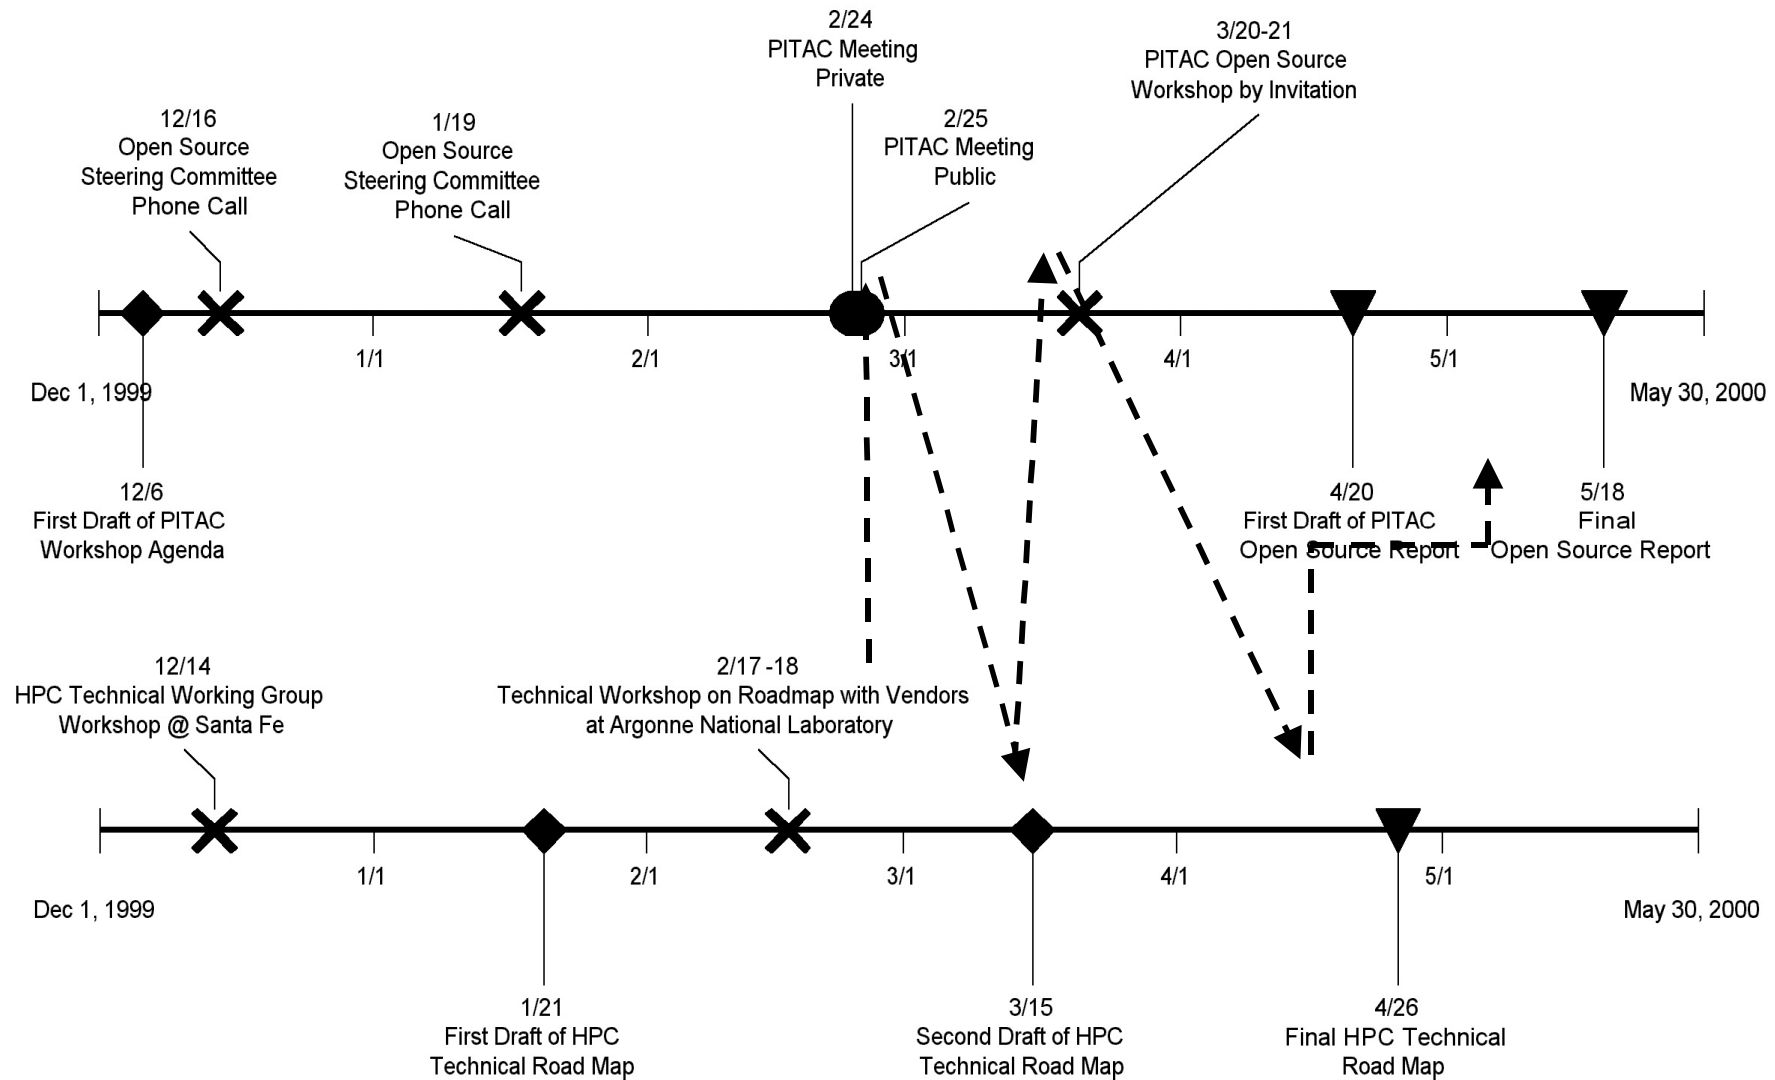 2/24
PITAC Meeting
Private
3/20-21
PITAC Open Source
Workshop by Invitation
12/16
Open Source
Steering Committee
Phone Call
1/19
Open Source
Steering Committee
Phone Call
2/25
PITAC Meeting
Public
1/1
2/1
3/1
4/1
5/1
Dec 1, 1999
May 30, 2000
12/6
First Draft of PITAC
Workshop Agenda
4/20
First Draft of PITAC
Open Source Report
5/18
Final
Open Source Report
12/14
HPC Technical Working Group
Workshop @ Santa Fe
2/17 -18
Technical Workshop on Roadmap with Vendors
at Argonne National Laboratory
1/1
2/1
3/1
4/1
5/1
Dec 1, 1999
May 30, 2000
1/21
First Draft of HPC
Technical Road Map
3/15
Second Draft of HPC
Technical Road Map
4/26
Final HPC Technical
Road Map